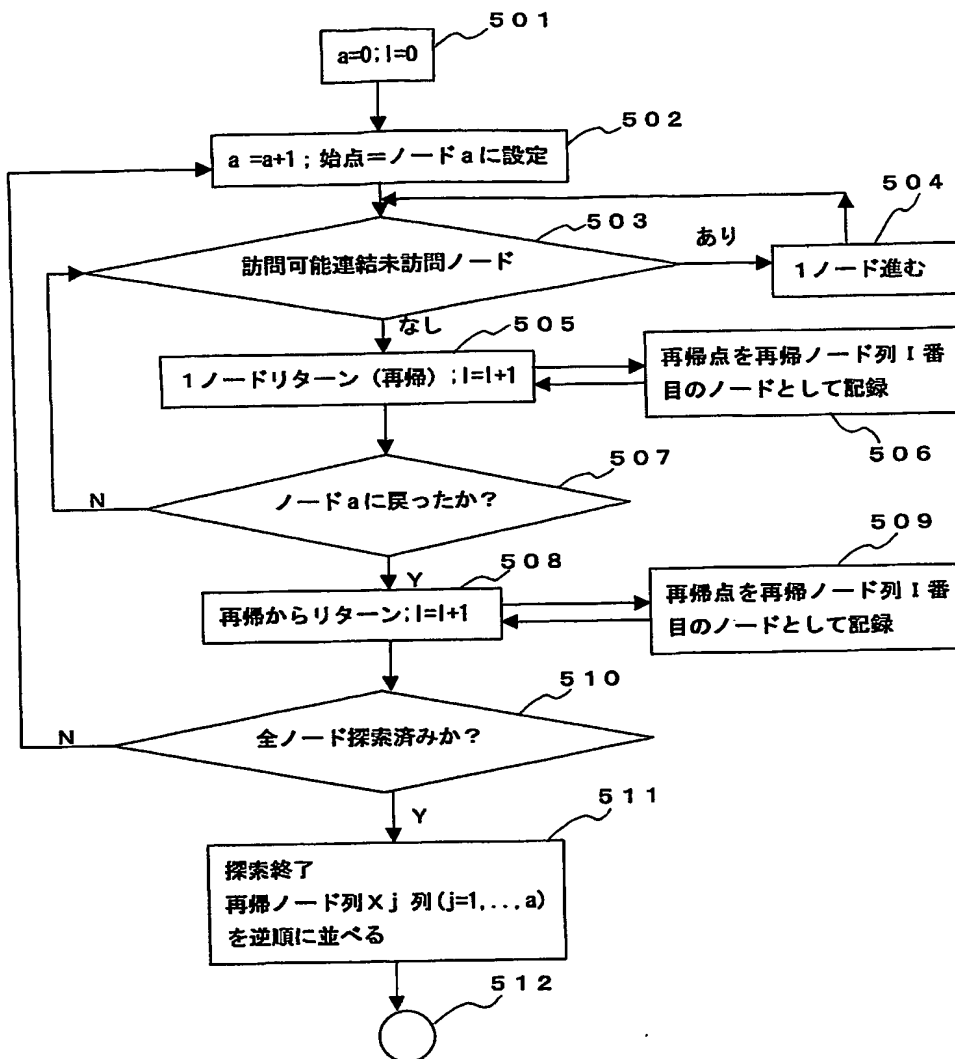 ５０１
a=0;I=0
５０２
a =a+1 ; 始点＝ノードaに設定
５０４
５０３
あり
訪問可能連結未訪問ノード
1ノード進む
なし
５０５
1ノードリターン（再帰）;I=I+1
再帰点を再帰ノード列 I 番
目のノードとして記録
５０６
５０７
N
ノードaに戻ったか？
５０９
Y
５０８
再帰からリターン;I=I+1
再帰点を再帰ノード列 I 番
目のノードとして記録
５１０
N
全ノード探索済みか？
Y
５１１
探索終了
再帰ノード列 X j 列(j=1,...,a)
を逆順に並べる
５１２